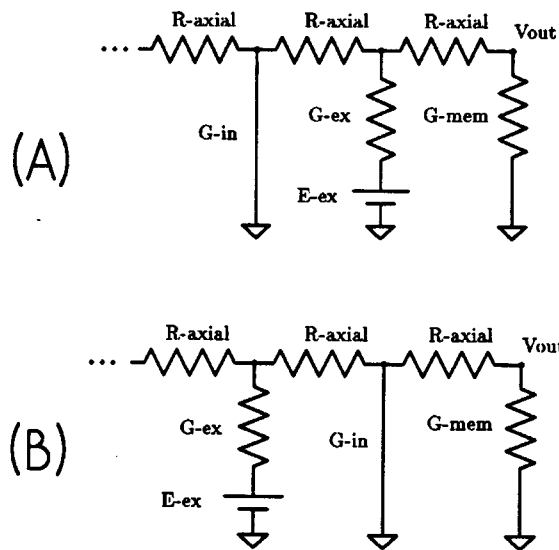 R-axial R-axial R-axial
Vout
...
G-in G-ex G-mem
(A)
E-ex
R-axial R-axial R-axial
Vout
...
G-ex G-in G-mem
(B)
E-ex